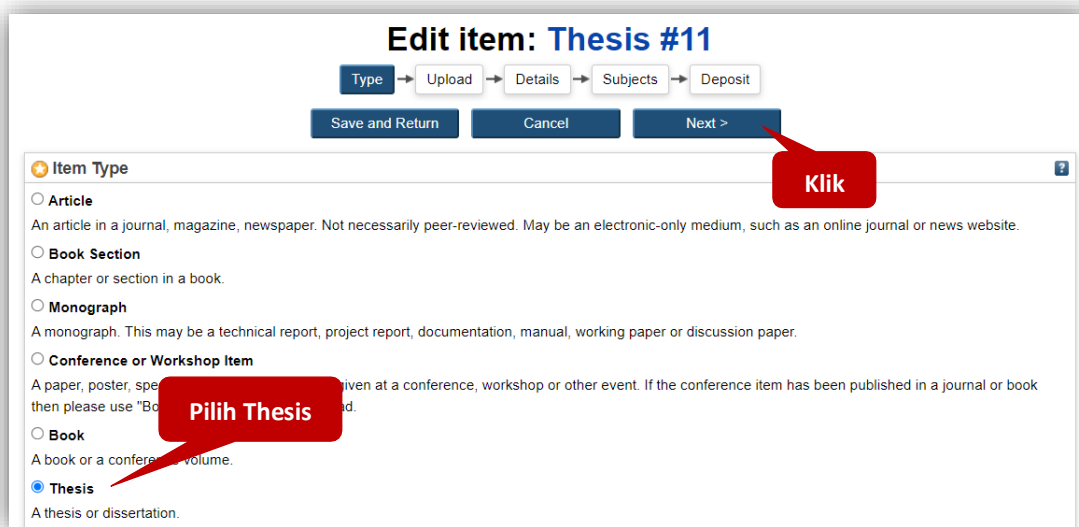 Edit item: Thesis #11
Type Upload Details Subjects Deposit
Save and Return Cancel Next >
Klik
Item Type ?
Article
An article in a journal, magazine, newspaper. Not necessarily peer-reviewed. May be an electronic-only medium, such as an online journal or news website.
Book Section
A chapter or section in a book.
Monograph
A monograph. This may be a technical report, project report, documentation, manual, working paper or discussion paper.
Conference or Workshop Item
A paper, poster, given at a conference, workshop or other event. If the conference item has been published in a journal or book
then please use
Pilih Thesis
Book
A book or a conference volume.
Thesis
A thesis or dissertation.